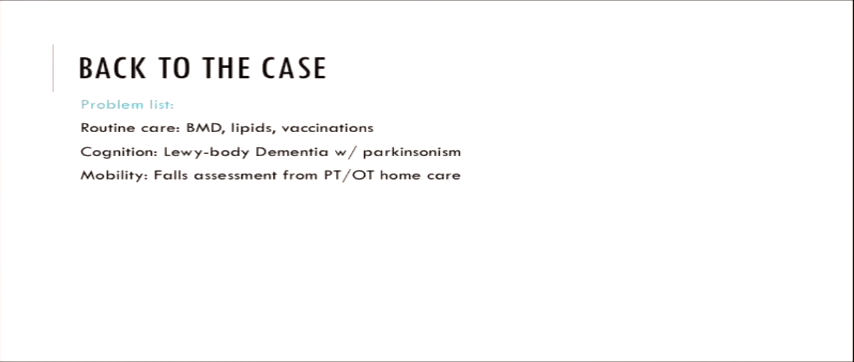 BACK TO THE CASE
Problem list:
Routine care: BMD, lipids, vaccinations
Cognition: Lewy-body Dementia w/ parkinsonism
Mobility: Falls assessment from PT/OT home care